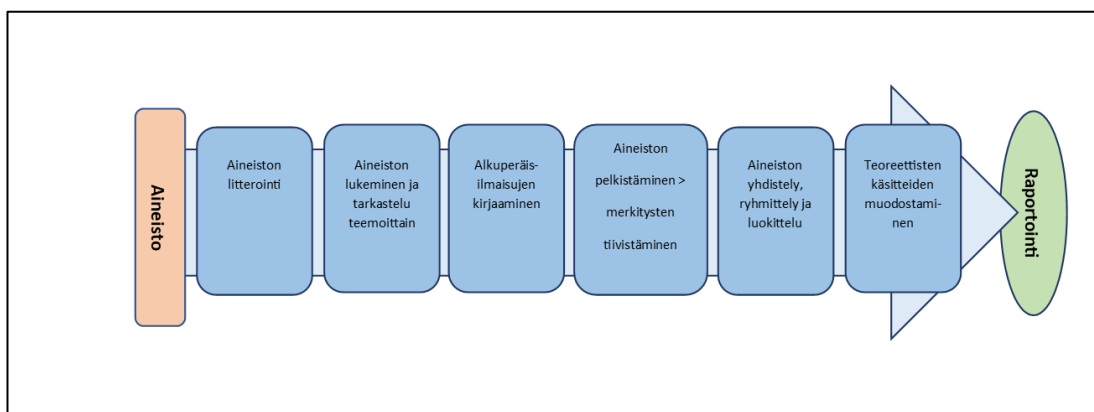 Aineisto
Aineiston
litterointi
Aineiston
lukeminen ja
tarkastelu
teemoittain
Alkuperäis-
ilmaisujen
kirjaaminen
Aineiston
pelkistäminen >
merkitysten
tiivistäminen
Aineiston
yhdistely,
ryhmittely ja
luokittelu
Teoreettisten
käsitteiden
muodostami-
nen
Raportointi